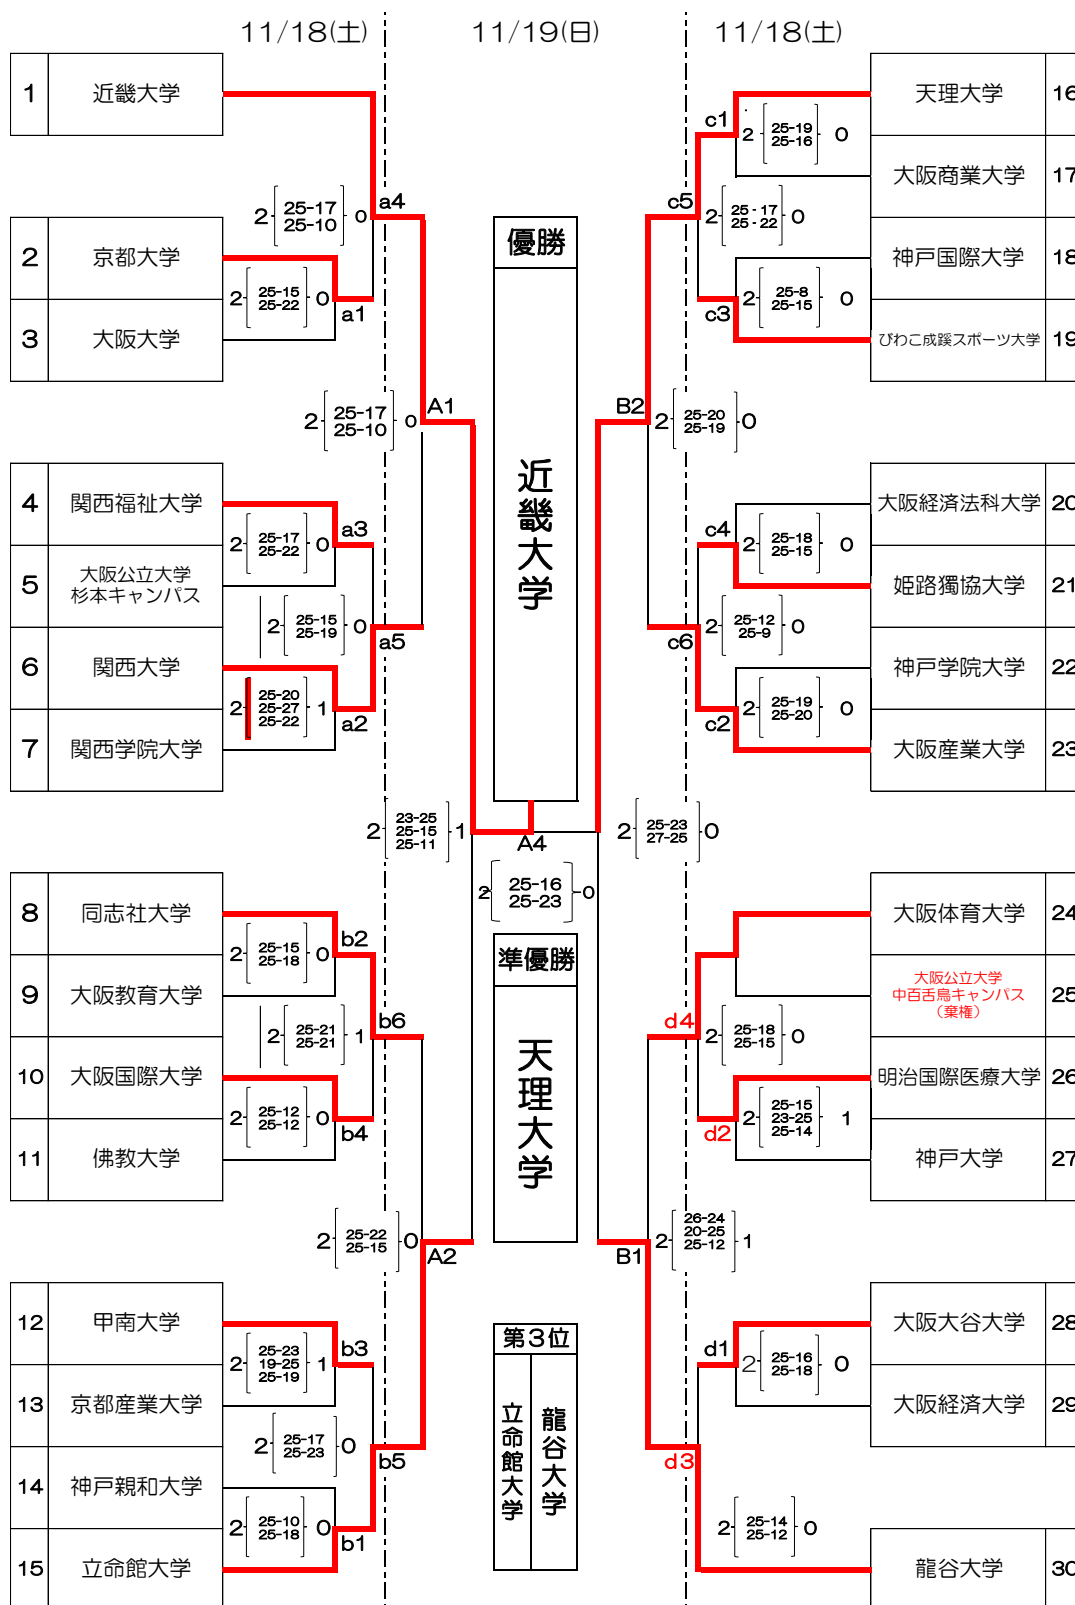 11/18(土)
11/19(日)
11/18(土)
1 近畿大学
2 京都大学
3 大阪大学
4 関西福祉大学
5 大阪公立大学
杉本キャンパス
6 関西大学
7 関西学院大学
8 同志社大学
9 大阪教育大学
10 大阪国際大学
11 佛教大学
12 甲南大学
13 京都産業大学
14 神戸親和大学
15 立命館大学
a4
2 25-17 0
25-10
2 25-15 0
25-22
a1
A1
2 25-17 0
25-10
a3
2 25-17 0
25-22
2 25-15 0
25-19
a5
2 25-20 1
25-27
25-22
a2
2 23-25 1
25-15
25-11
b2
2 25-15 0
25-18
2 25-21 1
25-21
b6
2 25-12 0
25-12
b4
2 25-22 0
25-15
A2
b3
2 25-23 1
19-25
25-19
2 25-17 0
25-23
b5
2 25-10 0
25-18
b1
優勝
近畿大学
A4
2 25-16 0
25-23
準優勝
天理大学
第3位
立命館大学
龍谷大学
c1
2 25-19 0
25-16
c5
2 25-17 0
25-22
2 25-8 0
25-15
c3
B2
2 25-20 0
25-19
c4
2 25-18 0
25-15
c6
2 25-12 0
25-9
2 25-19 0
25-20
c2
2 25-23 0
27-25
d4
2 25-18 0
25-15
d2
2 25-15 1
23-25
25-14
B1
2 26-24 1
20-25
25-12
d1
2 25-16 0
25-18
d3
2 25-14 0
25-12
天理大学 16
大阪商業大学 17
神戸国際大学 18
びわこ成蹊スポーツ大学 19
大阪経済法科大学 20
姫路獨協大学 21
神戸学院大学 22
大阪産業大学 23
大阪体育大学 24
大阪公立大学
中百舌鳥キャンパス 25
（棄権）
明治国際医療大学 26
神戸大学 27
大阪大谷大学 28
大阪経済大学 29
龍谷大学 30